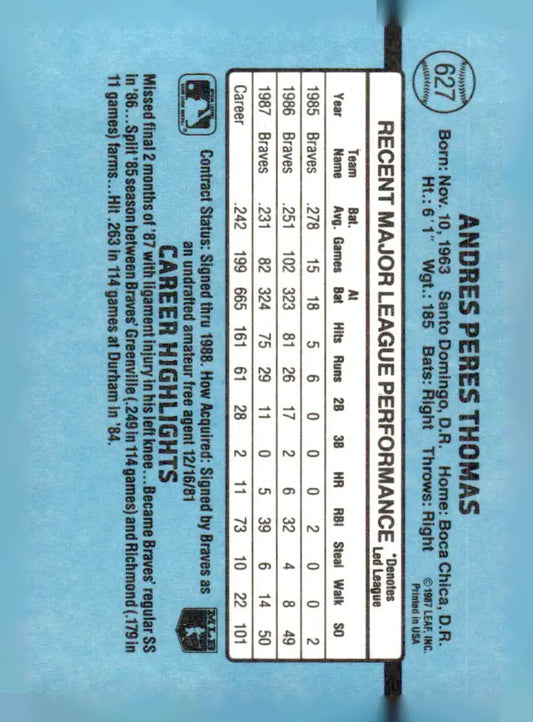 627
ANDRES PERES THOMAS
Born: Nov. 10, 1963 Santo Domingo, D.R. Home: Boca Chica, D.R.
Ht.: 6' 1" Wgt.: 185 Bats: Right Throws: Right
©1987 LEAF, INC.
Printed in USA
RECENT MAJOR LEAGUE PERFORMANCE *Denotes Led League
Year Team Name Bat. Avg. Games At Bat Hits Runs 2B 3B HR RBI Steal Walk SO
1985 Braves .278 15 18 5 6 0 0 0 2 0 0 2
1986 Braves .251 102 323 81 26 17 2 6 32 4 8 49
1987 Braves .231 82 324 75 29 11 0 5 39 6 14 50
Career .242 199 665 161 61 28 2 11 73 10 22 101
Contract Status: Signed thru 1988. How Acquired: Signed by Braves as
an undrafted amateur free agent 12/16/81
MLB
CAREER HIGHLIGHTS
Missed final 2 months of '87 with ligament injury in his left knee...Became Braves' regular SS
in '96...Split '85 season between Braves' Greenville (.249 in 114 games) and Richmond (.179 in
11 games) farms...Hit .263 in 114 games at Durham in '84.